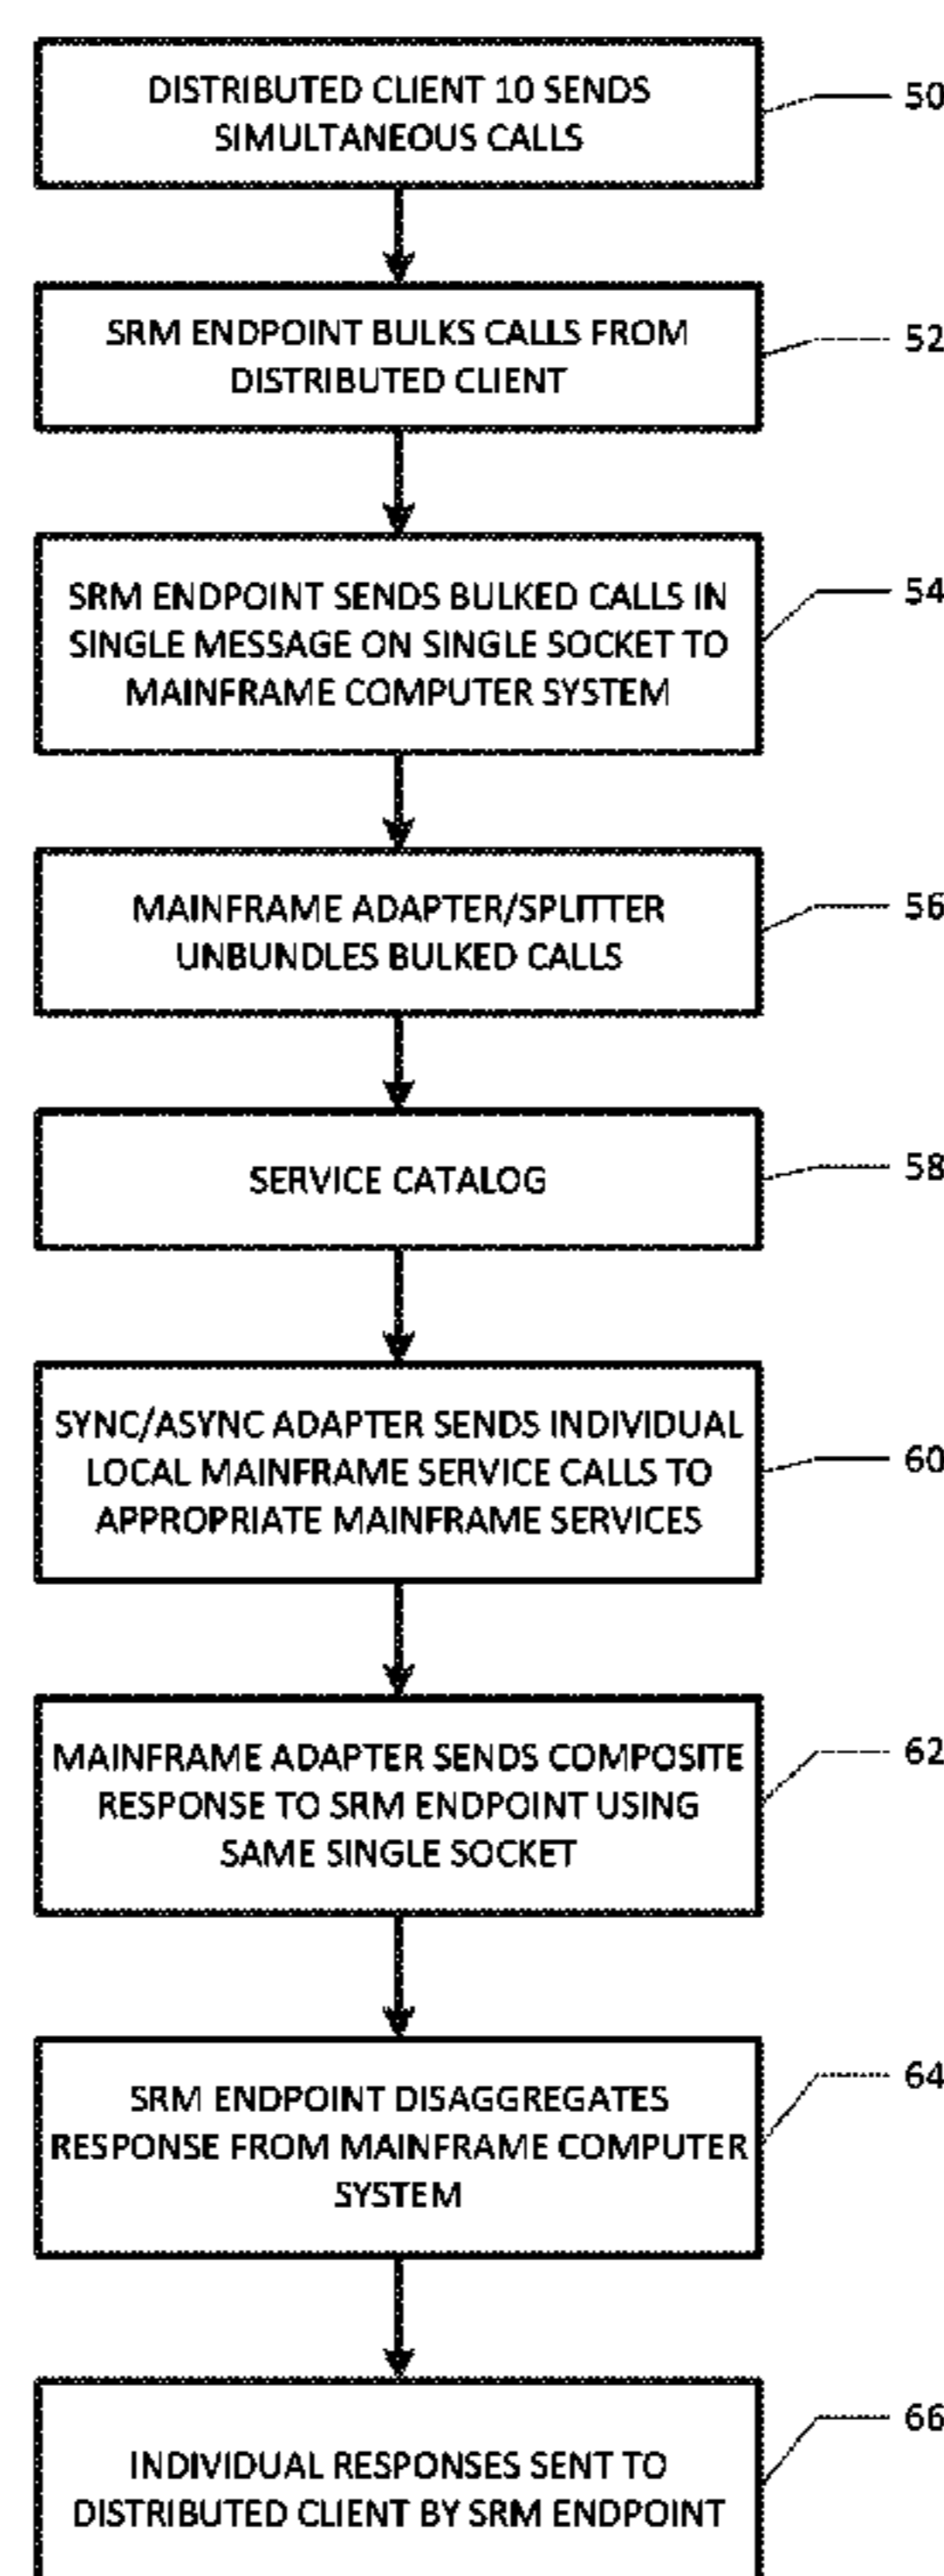 DISTRIBUTED CLIENT 10 SENDS
SIMULTANEOUS CALLS
50
SRM ENDPOINT BULKS CALLS FROM
DISTRIBUTED CLIENT
52
SRM ENDPOINT SENDS BULKED CALLS IN
SINGLE MESSAGE ON SINGLE SOCKET TO
MAINFRAME COMPUTER SYSTEM
54
MAINFRAME ADAPTER/SPLITTER
UNBUNDLES BULKED CALLS
56
SERVICE CATALOG
58
SYNC/ASYNC ADAPTER SENDS INDIVIDUAL
LOCAL MAINFRAME SERVICE CALLS TO
APPROPRIATE MAINFRAME SERVICES
60
MAINFRAME ADAPTER SENDS COMPOSITE
RESPONSE TO SRM ENDPOINT USING
SAME SINGLE SOCKET
62
SRM ENDPOINT DISAGGREGATES
RESPONSE FROM MAINFRAME COMPUTER
SYSTEM
64
INDIVIDUAL RESPONSES SENT TO
DISTRIBUTED CLIENT BY SRM ENDPOINT
66